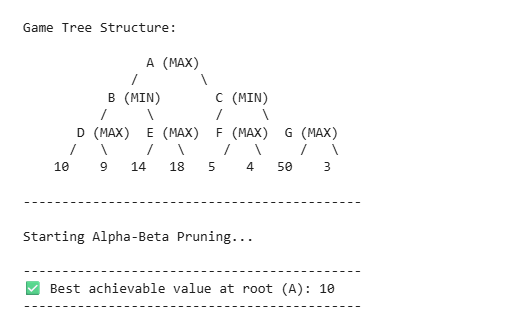 Game Tree Structure:
A (MAX)
/ \
B (MIN) C (MIN)
/ \ / \
D (MAX) E (MAX) F (MAX) G (MAX)
/ \ / \ / \ / \
10 9 14 18 5 4 50 3
-----------------------------------------
Starting Alpha-Beta Pruning...
-----------------------------------------
✅ Best achievable value at root (A): 10
-----------------------------------------